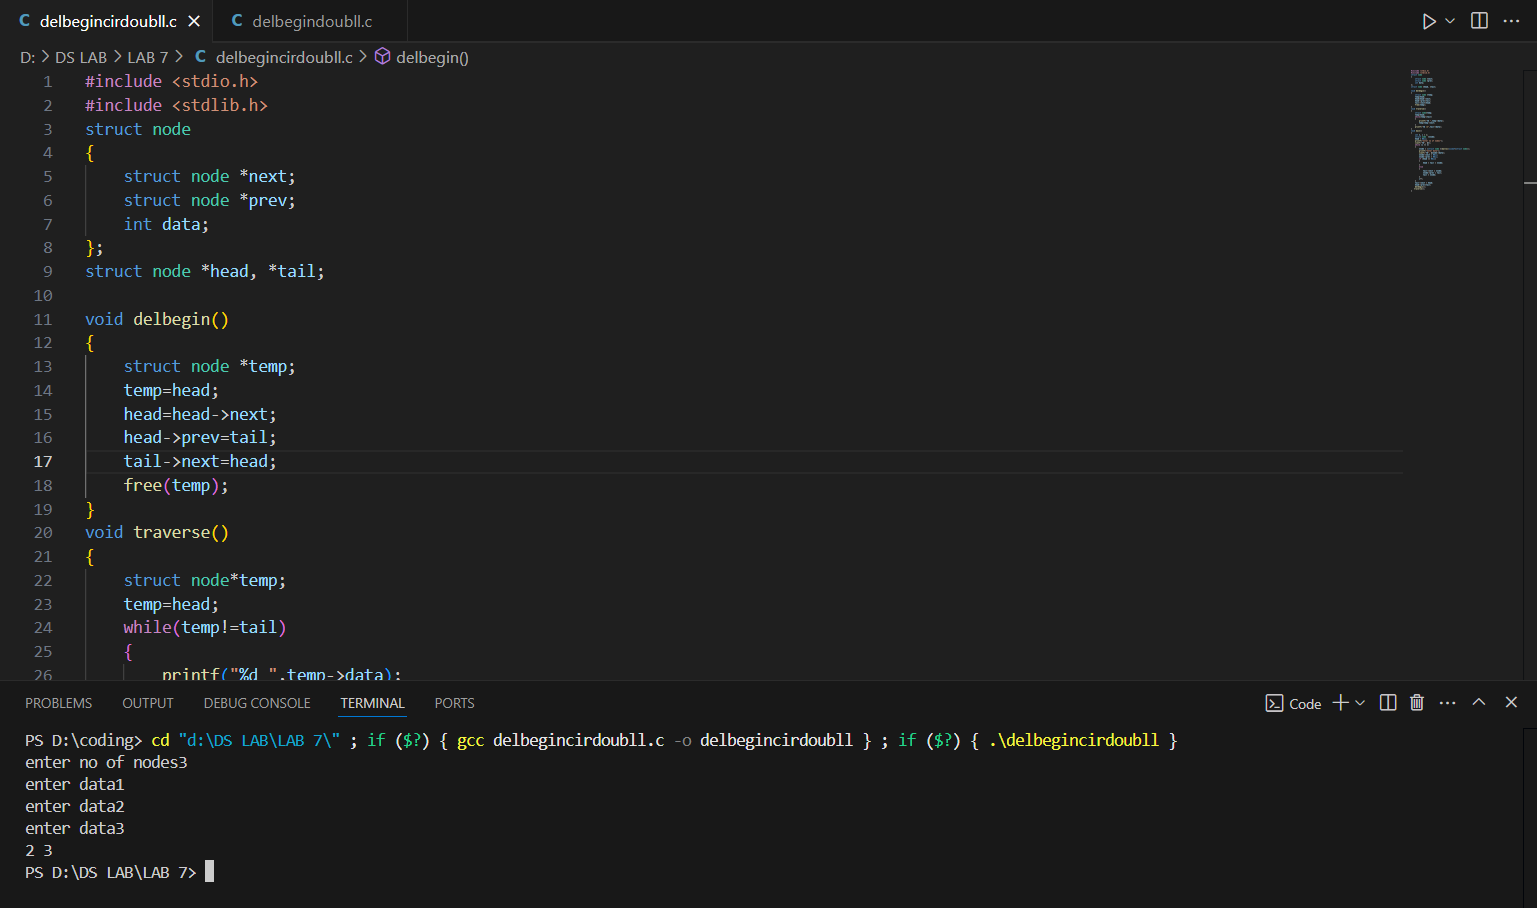 C delbegincirdoubll.c × C delbegindoubll.c
D: > DS LAB > LAB 7 > C delbegincirdoubll.c > delbegin()
1 #include <stdio.h>
2 #include <stdlib.h>
3 struct node
4 {
5 struct node *next;
6 struct node *prev;
7 int data;
8 };
9 struct node *head, *tail;
10
11 void delbegin()
12 {
13 struct node *temp;
14 temp=head;
15 head=head->next;
16 head->prev=tail;
17 tail->next=head;
18 free(temp);
19 }
20 void traverse()
21 {
22 struct node*temp;
23 temp=head;
24 while(temp!=tail)
25 {
26 printf("%d ",temp->data);
PROBLEMS OUTPUT DEBUG CONSOLE TERMINAL PORTS Code
PS D:\coding> cd "d:\DS LAB\LAB 7\" ; if ($?) { gcc delbegincirdoubll.c -o delbegincirdoubll } ; if ($?) { .\delbegincirdoubll }
enter no of nodes3
enter data1
enter data2
enter data3
2 3
PS D:\DS LAB\LAB 7>